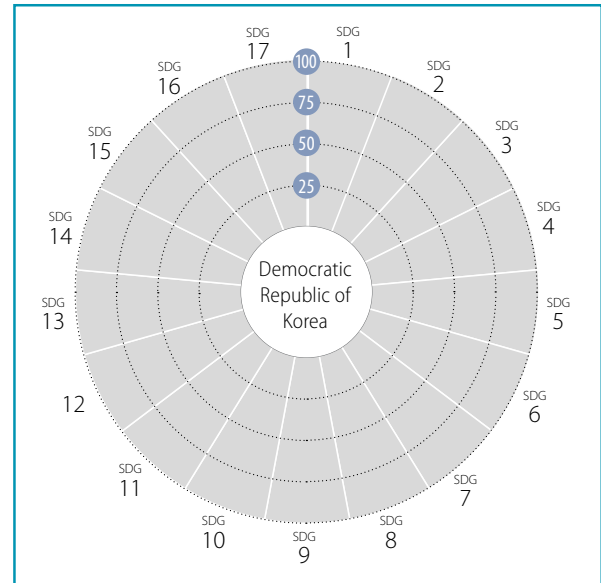 SDG
1
SDG
2
SDG
3
SDG
4
SDG
5
SDG
6
SDG
7
SDG
8
SDG
9
SDG
10
SDG
11
12
SDG
13
SDG
14
SDG
15
SDG
16
SDG
17
100
75
50
25
Democratic
Republic of
Korea